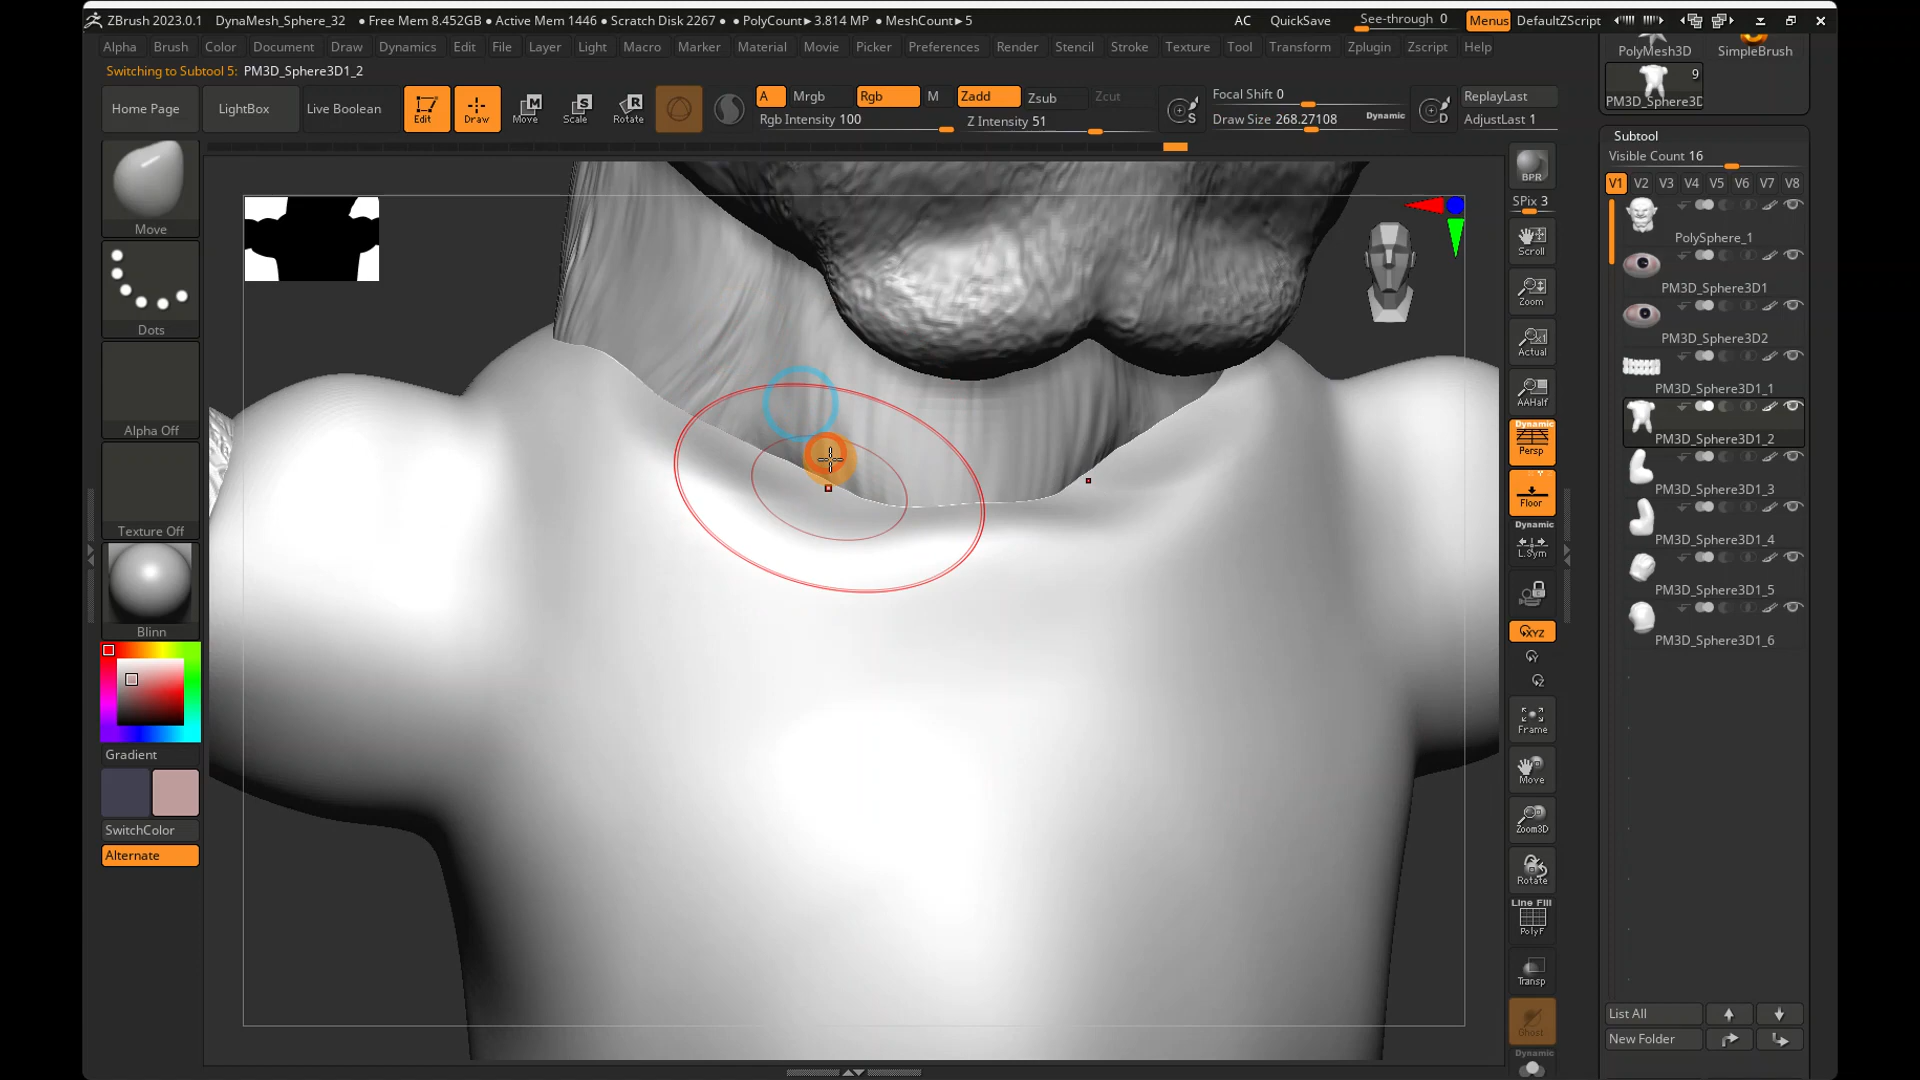 ZBrush 2023.0.1 DynaMesh_Sphere_32 ● Free Mem 8.452GB ● Active Mem 1446 ● Scratch Disk 2267 ● ● PolyCount► 3.814 MP ● MeshCount► 5 AC QuickSave See-through 0 Menus DefaultZScript
Alpha Brush Color Document Draw Dynamics Edit File Layer Light Macro Marker Material Movie Picker Preferences Render Stencil Stroke Texture Tool Transform Zplugin Zscript Help
Switching to Subtool 5: PM3D_Sphere3D1_2
PolyMesh3D SimpleBrush
9
PM3D_Sphere3D
Home Page LightBox Live Boolean Edit Draw Move Scale Rotate
M S R
A Mrgb Rgb M Zadd Zsub Zcut
Rgb Intensity 100 Z Intensity 51
S Focal Shift 0
Draw Size 268.27108 Dynamic D
ReplayLast
AdjustLast 1
Move
Dots
Alpha Off
Texture Off
Blinn
Gradient
SwitchColor
Alternate
BPR
SPix 3
Scroll
Zoom
Actual
AAHalf
Dynamic
Persp
Floor
Dynamic
L.Sym
XYZ
Y
Z
Frame
Move
Zoom3D
Rotate
Line Fill
PolyF
Transp
Ghost
Dynamic
Subtool
Visible Count 16
V1 V2 V3 V4 V5 V6 V7 V8
PolySphere_1
PM3D_Sphere3D1
PM3D_Sphere3D2
PM3D_Sphere3D1_1
PM3D_Sphere3D1_2
PM3D_Sphere3D1_3
PM3D_Sphere3D1_4
PM3D_Sphere3D1_5
PM3D_Sphere3D1_6
List All
New Folder